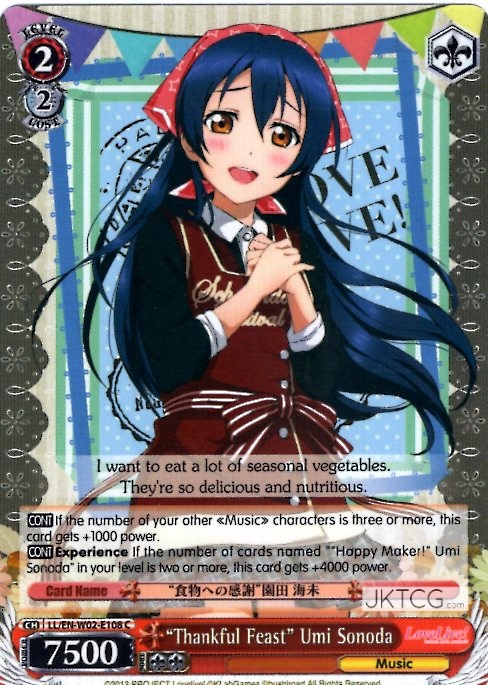 LEVEL
2
2
COST
LOVE
LIVE!
I want to eat a lot of seasonal vegetables.
They're so delicious and nutritious.
CONT If the number of your other «Music» characters is three or more, this
card gets +1000 power.
CONT Experience If the number of cards named ""Happy Maker!" Umi
Sonoda" in your level is two or more, this card gets +4000 power.
Card Name
"食物への感謝"園田 海未
JKTCG.com
CH LL/EN-W02-E108 C
"Thankful Feast" Umi Sonoda
LoveLive!
POWER
7500
SOUL
Music